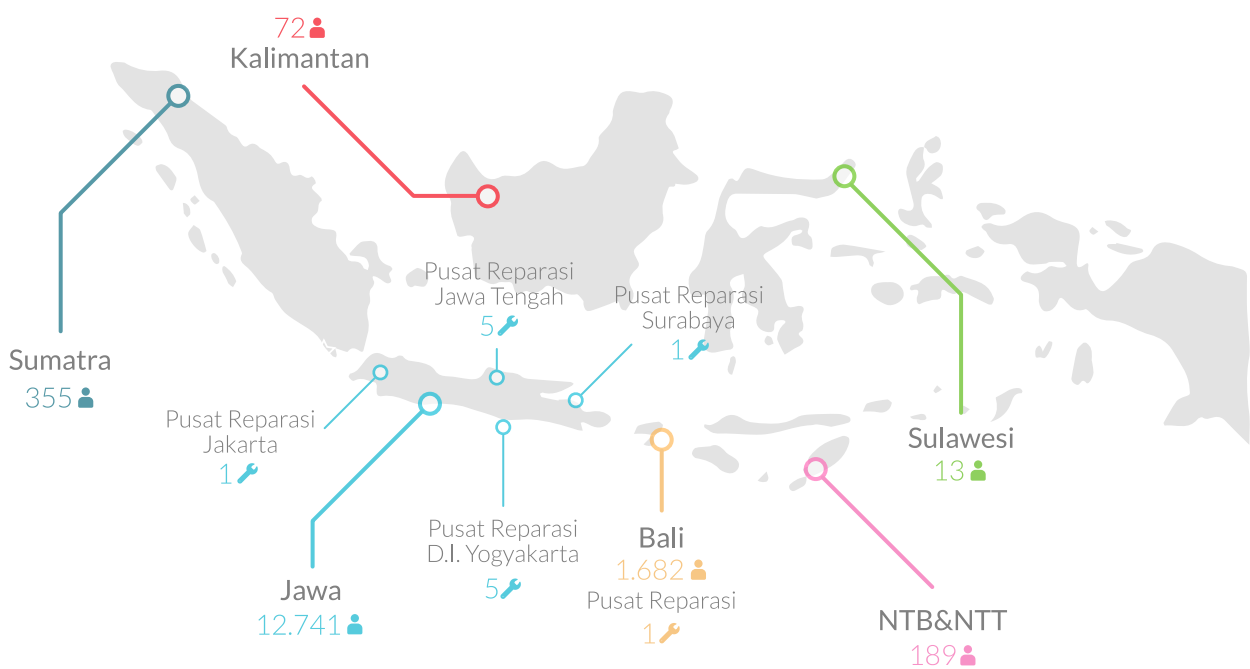 72
Kalimantan
Pusat Reparasi
Jawa Tengah
5
Pusat Reparasi
Surabaya
1
Sumatra
355
Pusat Reparasi
Jakarta
1
Sulawesi
13
Pusat Reparasi
D.I. Yogyakarta
5
Bali
1.682
Pusat Reparasi
1
Jawa
12.741
NTB&NTT
189